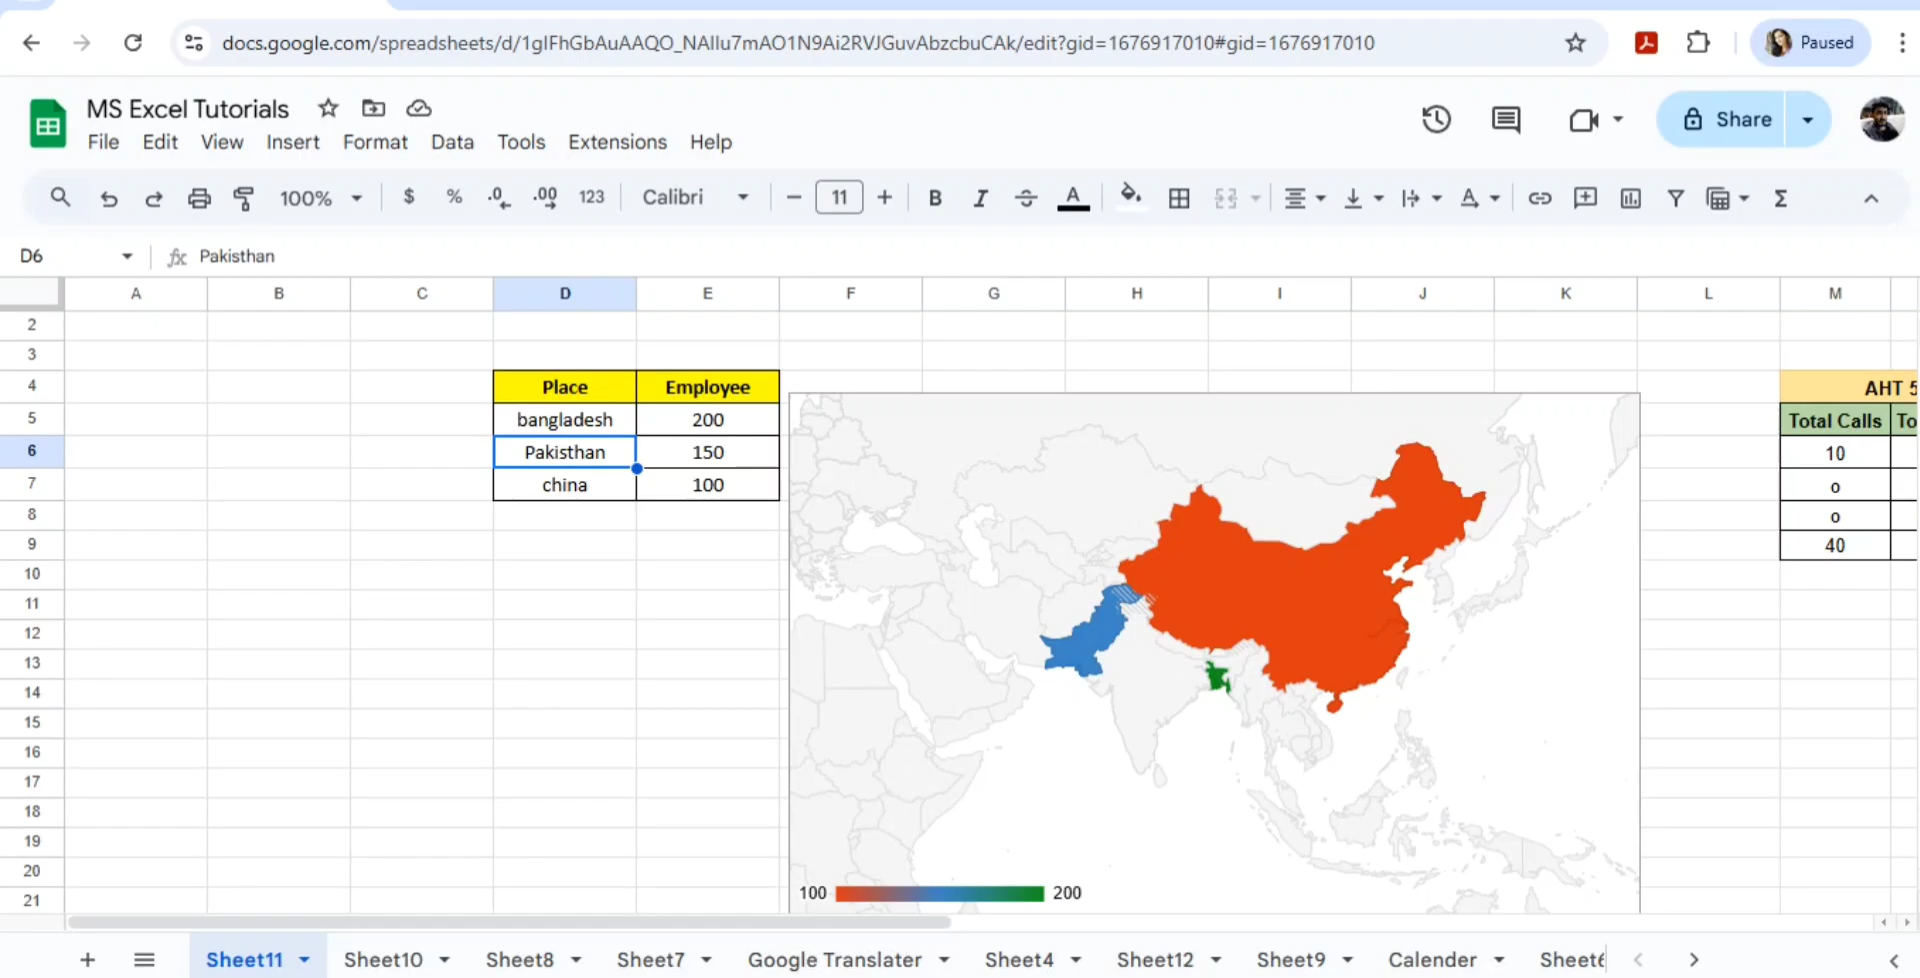 docs.google.com/spreadsheets/d/1gIFhGbAuAAQO_NAIlu7mAO1N9Ai2RVJGuvAbzcbuCAk/edit?gid=1676917010#gid=1676917010
Paused
MS Excel Tutorials
File Edit View Insert Format Data Tools Extensions Help
Share
100% $ % .0 .00 123 Calibri 11 B I A A Σ
D6 fx Pakisthan
A B C D E F G H I J K L M
2
3
4 Place Employee AHT 5
5 bangladesh 200 Total Calls To
6 Pakisthan 150 10
7 china 100 o
8 o
9 40
10
11
12
13
14
15
16
17
18
19
20
21
100 200
Sheet11 Sheet10 Sheet8 Sheet7 Google Translater Sheet4 Sheet12 Sheet9 Calender Sheet6